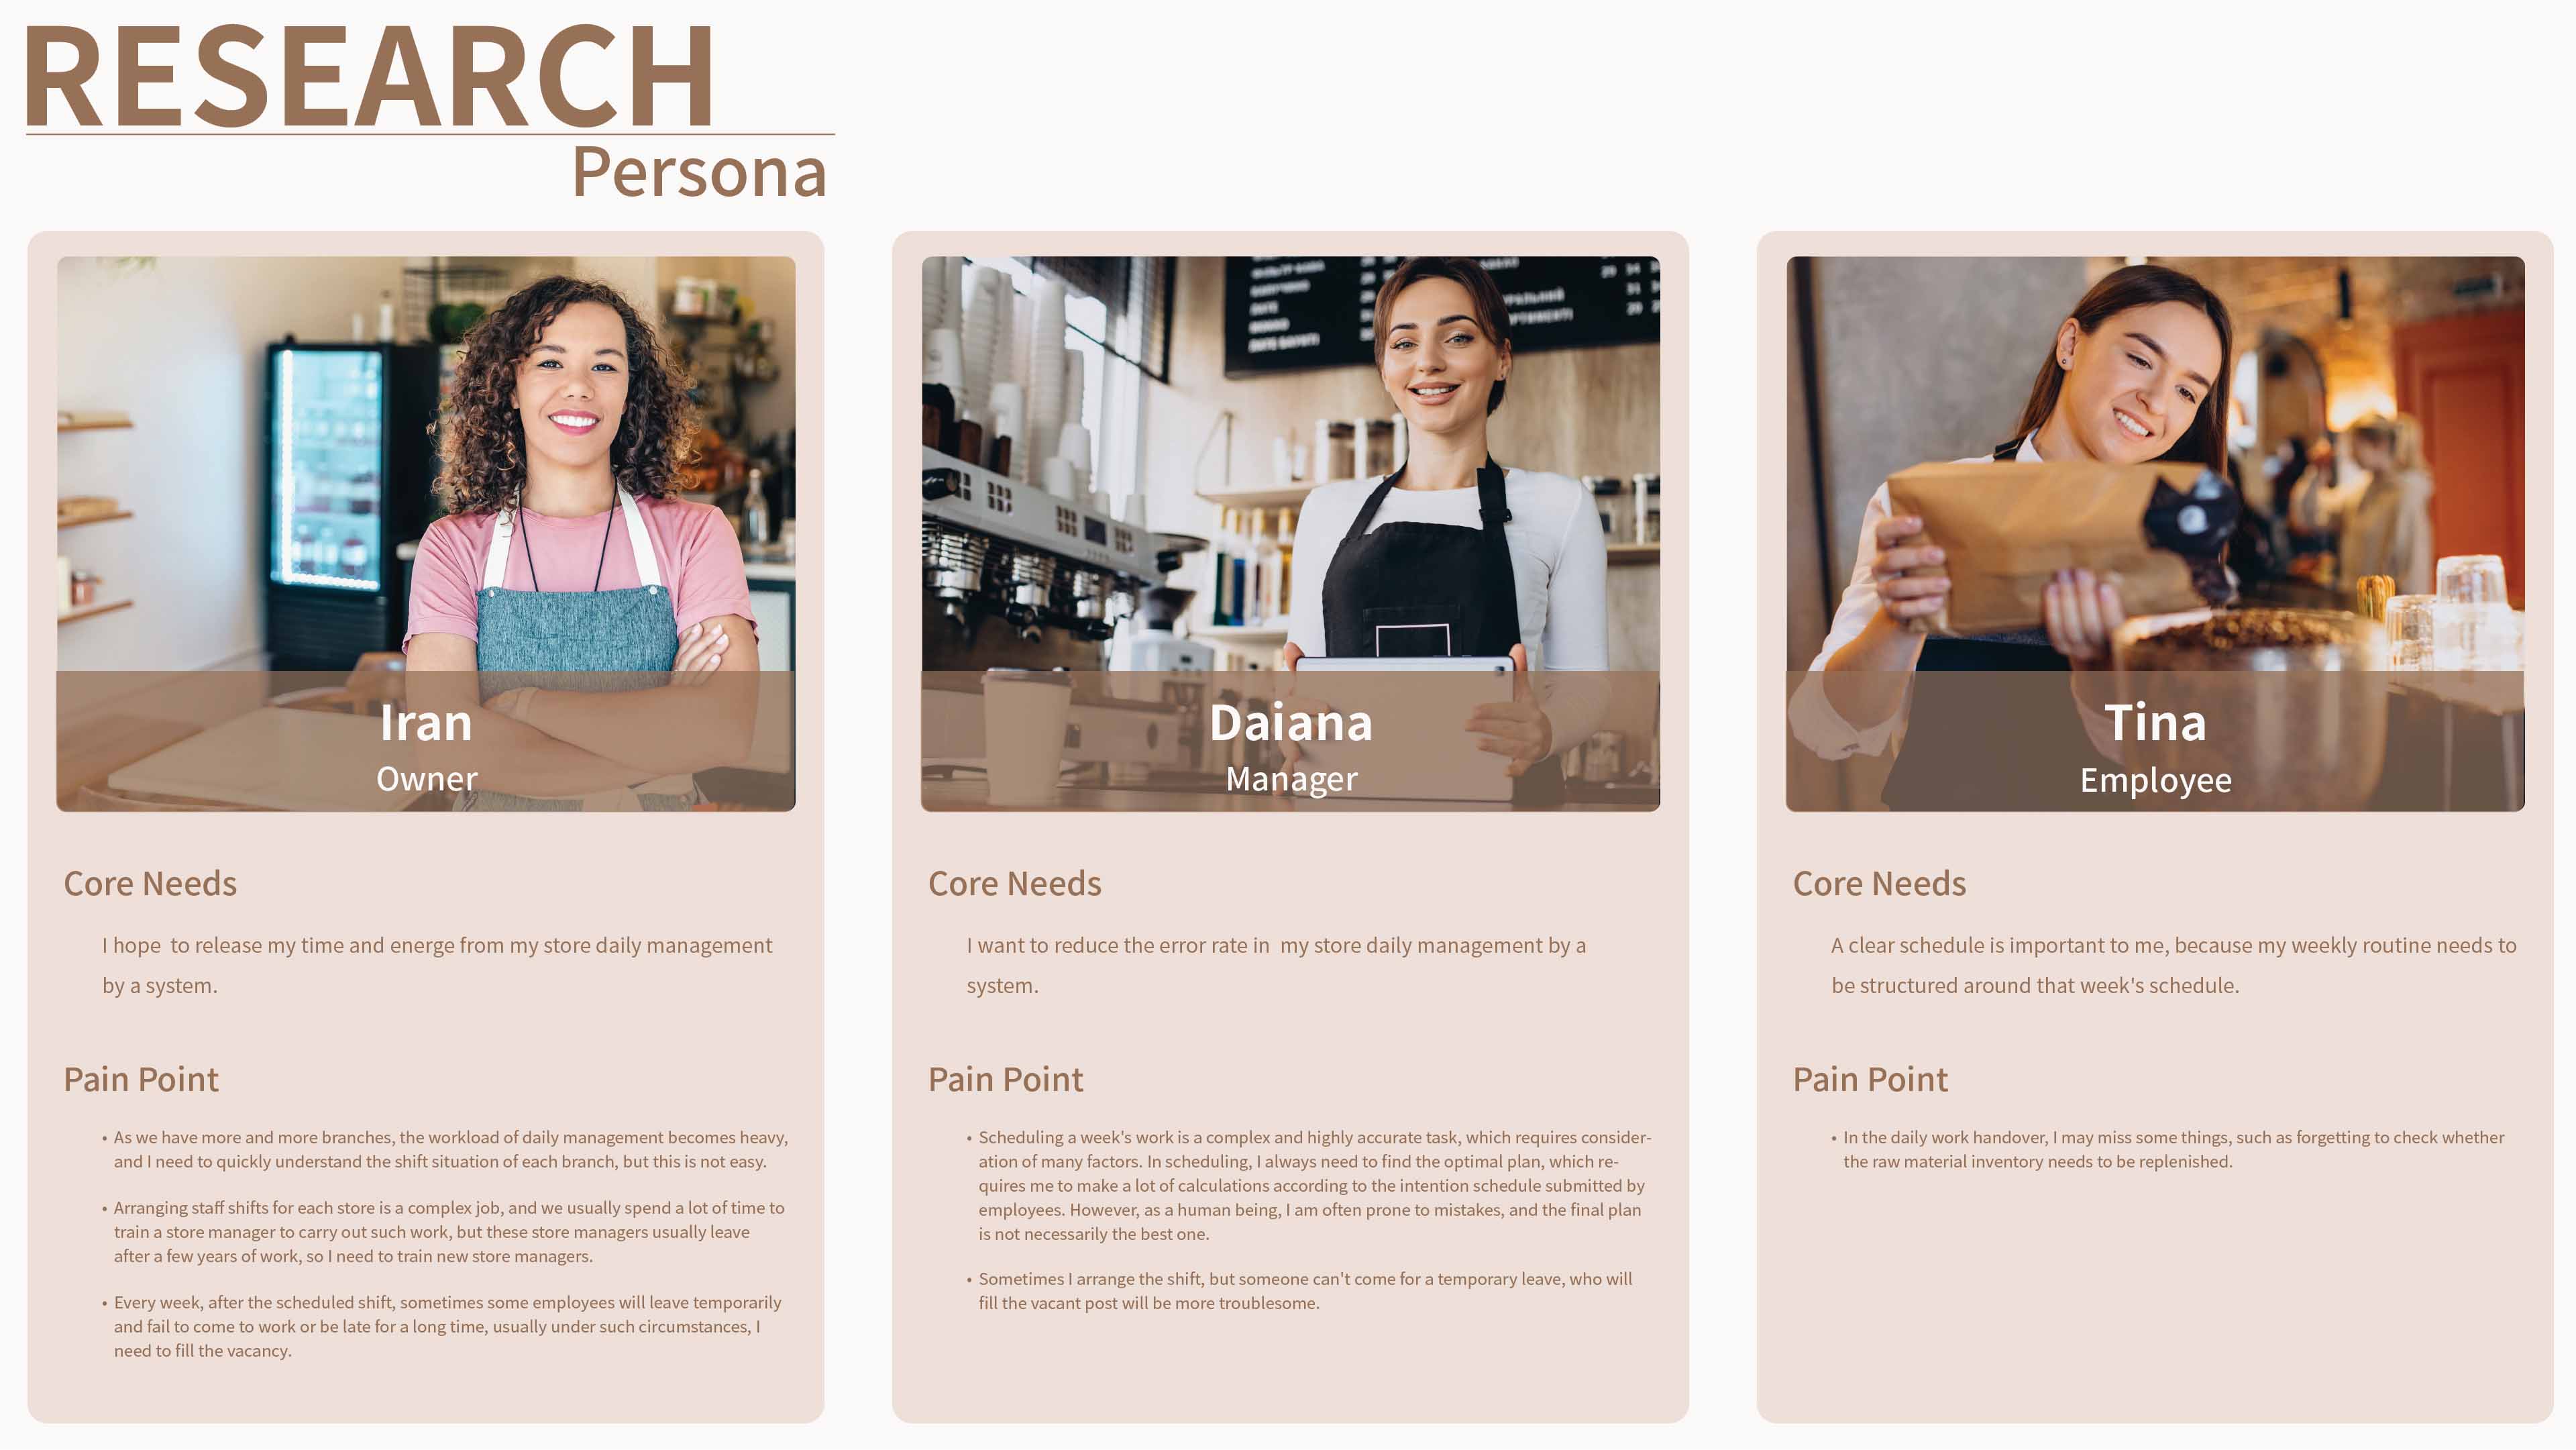 RESEARCH
Persona
Iran
Owner
Core Needs
I hope  to release my time and energe from my store daily management
by a system.
Pain Point
• As we have more and more branches, the workload of daily management becomes heavy,
and I need to quickly understand the shift situation of each branch, but this is not easy.
• Arranging staff shifts for each store is a complex job, and we usually spend a lot of time to
train a store manager to carry out such work, but these store managers usually leave
after a few years of work, so I need to train new store managers.
• Every week, after the scheduled shift, sometimes some employees will leave temporarily
and fail to come to work or be late for a long time, usually under such circumstances, I
need to fill the vacancy.
Daiana
Manager
Core Needs
I want to reduce the error rate in  my store daily management by a
system.
Pain Point
• Scheduling a week's work is a complex and highly accurate task, which requires consider-
ation of many factors. In scheduling, I always need to find the optimal plan, which re-
quires me to make a lot of calculations according to the intention schedule submitted by
employees. However, as a human being, I am often prone to mistakes, and the final plan
is not necessarily the best one.
• Sometimes I arrange the shift, but someone can't come for a temporary leave, who will
fill the vacant post will be more troublesome.
Tina
Employee
Core Needs
A clear schedule is important to me, because my weekly routine needs to
be structured around that week's schedule.
Pain Point
• In the daily work handover, I may miss some things, such as forgetting to check whether
the raw material inventory needs to be replenished.